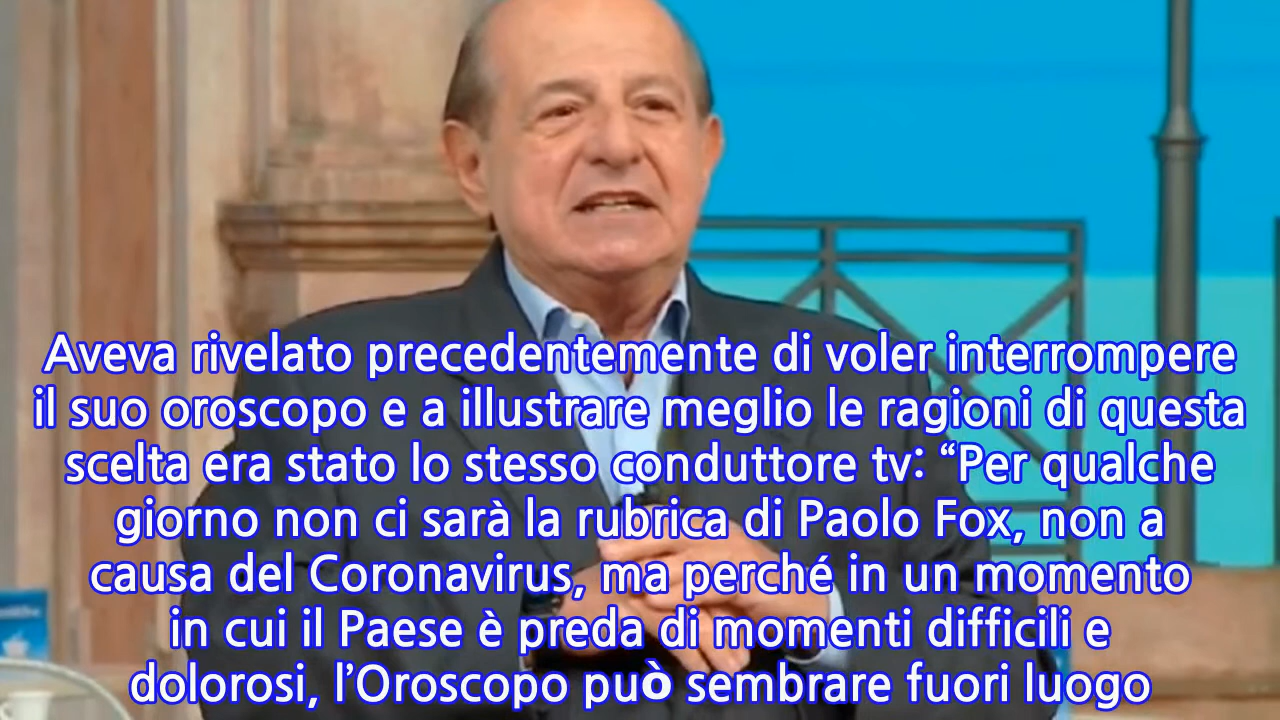 Aveva rivelato precedentemente di voler interrompere
il suo oroscopo e a illustrare meglio le ragioni di questa
scelta era stato lo stesso conduttore tv: “Per qualche
giorno non ci sarà la rubrica di Paolo Fox, non a
causa del Coronavirus, ma perché in un momento
in cui il Paese è preda di momenti difficili e
dolorosi, l’Oroscopo può sembrare fuori luogo